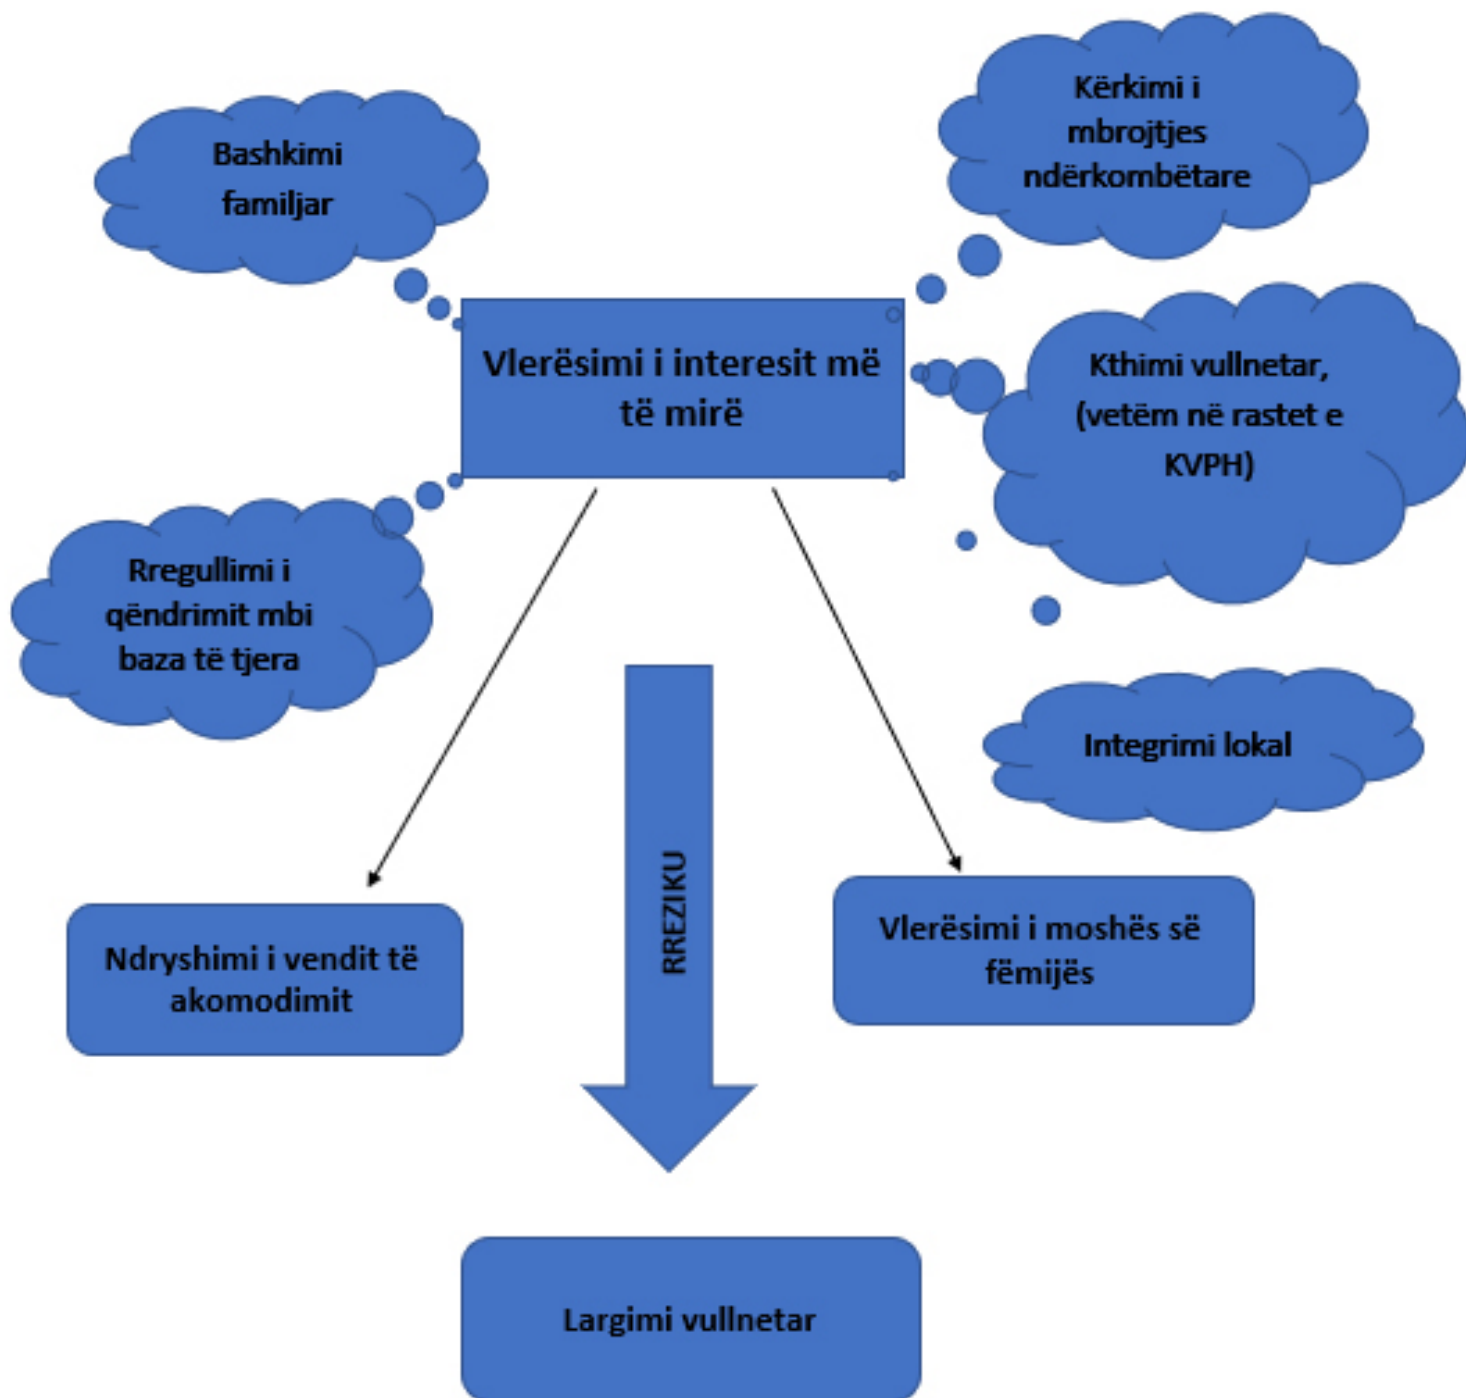 Bashkimi
familjar
Kërkimi i
mbrojtjes
ndërkombëtare
Vlerësimi i interesit më
të mirë
Kthimi vullnetar,
(vetëm në rastet e
KVPH)
Rregullimi i
qëndrimit mbi
baza të tjera
Integrimi lokal
RREZIKU
Ndryshimi i vendit të
akomodimit
Vlerësimi i moshës së
fëmijës
Largimi vullnetar